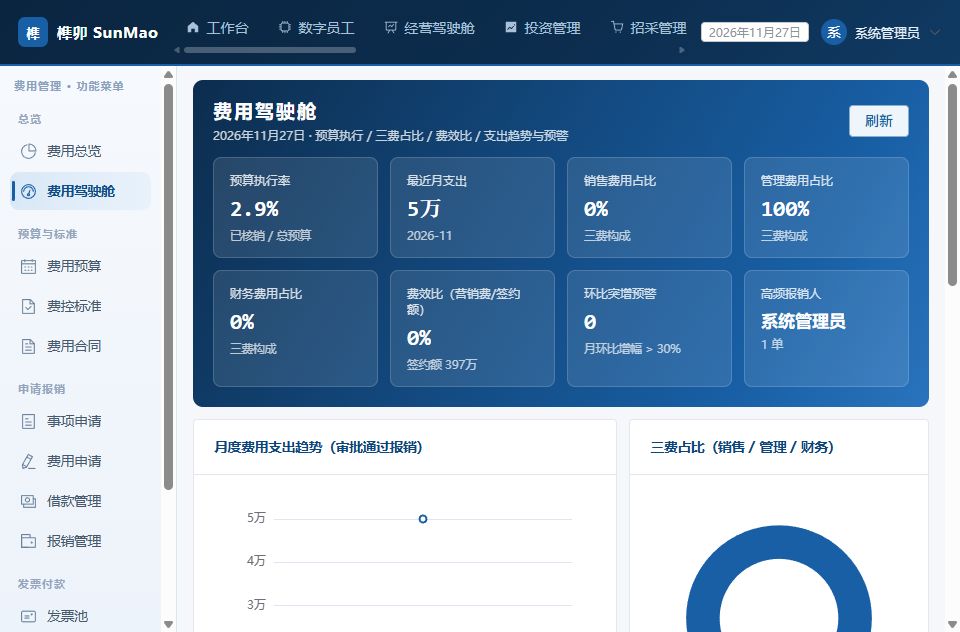 榫 榫卯 SunMao
工作台 数字员工 经营驾驶舱 投资管理 招采管理
2026年11月27日 系 系统管理员
费用管理 • 功能菜单
总览
费用总览
费用驾驶舱
预算与标准
费用预算
费控标准
费用合同
申请报销
事项申请
费用申请
借款管理
报销管理
发票付款
发票池
费用驾驶舱
2026年11月27日 · 预算执行 / 三费占比 / 费效比 / 支出趋势与预警
刷新
预算执行率
2.9%
已核销 / 总预算
最近月支出
5万
2026-11
销售费用占比
0%
三费构成
管理费用占比
100%
三费构成
财务费用占比
0%
三费构成
费效比（营销费/签约
额）
0%
签约额 397万
环比突增预警
0
月环比增幅 > 30%
高频报销人
系统管理员
1 单
月度费用支出趋势（审批通过报销）
5万
4万
3万
三费占比（销售 / 管理 / 财务）